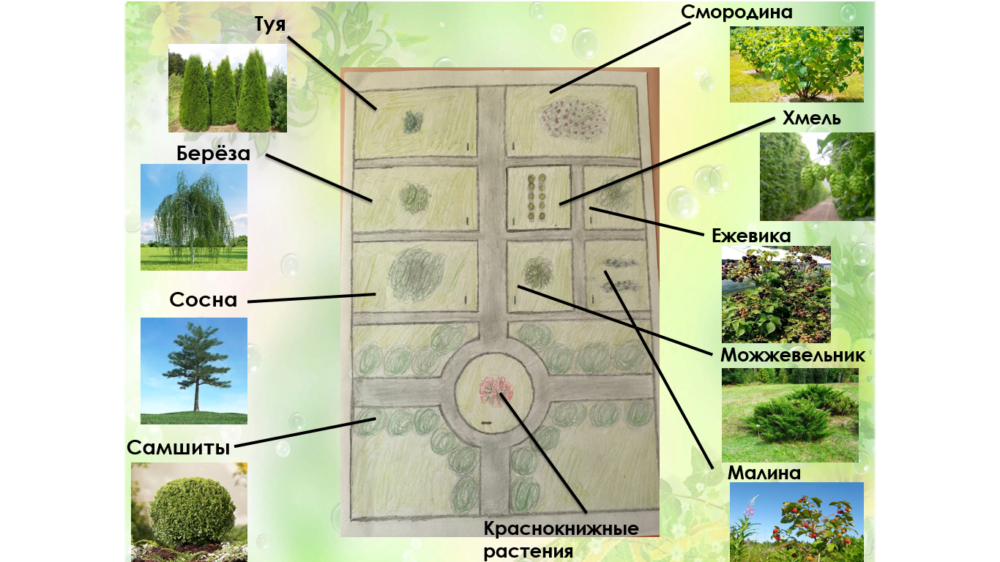 Туя
Берёза
Сосна
Самшиты
Смородина
Хмель
Ежевика
Можжевельник
Малина
Краснокнижные
растения